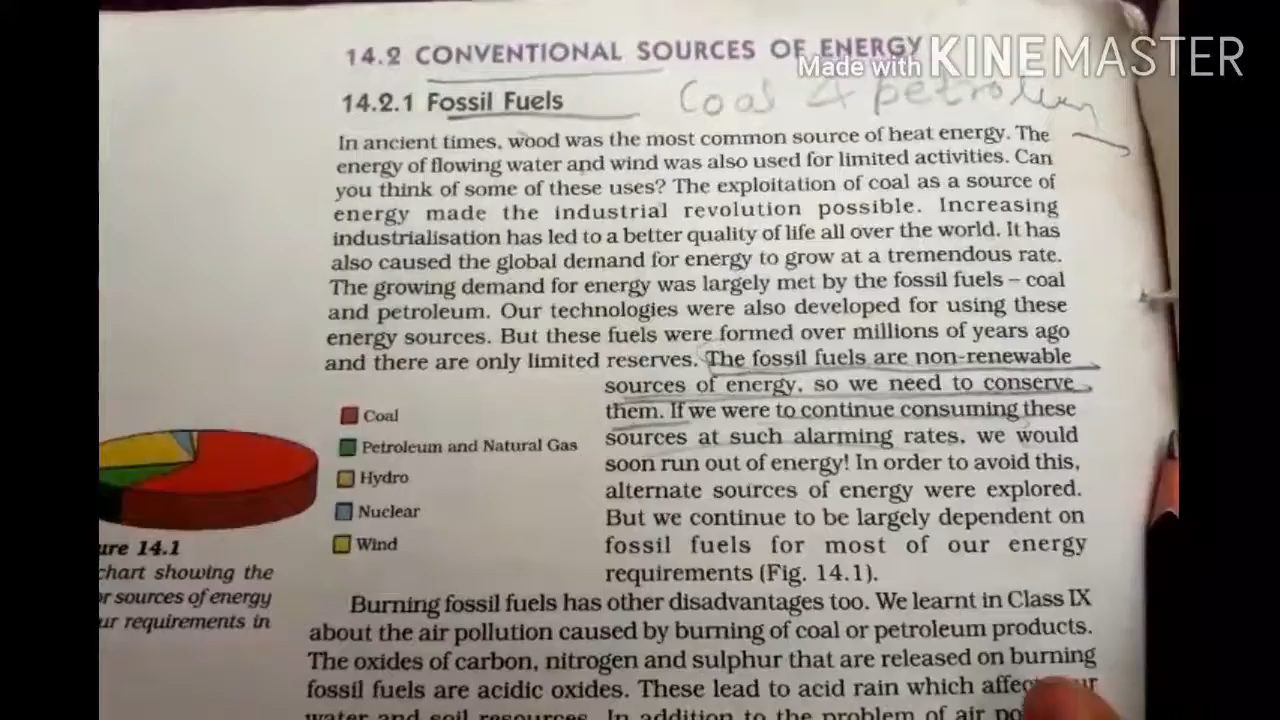 14.2 CONVENTIONAL SOURCES OF ENERGY
Made with KINEMASTER
14.2.1 Fossil Fuels
Coal & petroleum
In ancient times, wood was the most common source of heat energy. The
energy of flowing water and wind was also used for limited activities. Can
you think of some of these uses? The exploitation of coal as a source of
energy made the industrial revolution possible. Increasing
industrialisation has led to a better quality of life all over the world. It has
also caused the global demand for energy to grow at a tremendous rate.
The growing demand for energy was largely met by the fossil fuels – coal
and petroleum. Our technologies were also developed for using these
energy sources. But these fuels were formed over millions of years ago
and there are only limited reserves. The fossil fuels are non-renewable
sources of energy, so we need to conserve
them. If we were to continue consuming these
sources at such alarming rates, we would
soon run out of energy! In order to avoid this,
alternate sources of energy were explored.
But we continue to be largely dependent on
fossil fuels for most of our energy
requirements (Fig. 14.1).
Coal
Petroleum and Natural Gas
Hydro
Nuclear
Wind
ure 14.1
chart showing the
or sources of energy
ur requirements in
Burning fossil fuels has other disadvantages too. We learnt in Class IX
about the air pollution caused by burning of coal or petroleum products.
The oxides of carbon, nitrogen and sulphur that are released on burning
fossil fuels are acidic oxides. These lead to acid rain which
water and soil resources. In addition to the problem of air